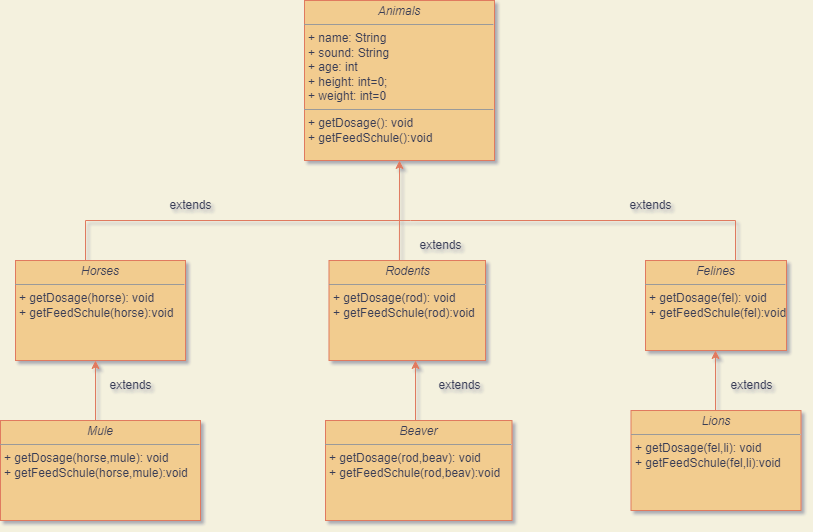 Animals
+ name: String
+ sound: String
+ age: int
+ height: int=0;
+ weight: int=0
+ getDosage(): void
+ getFeedSchule():void
extends
extends
extends
Horses
+ getDosage(horse): void
+ getFeedSchule(horse):void
Rodents
+ getDosage(rod): void
+ getFeedSchule(rod):void
Felines
+ getDosage(fel): void
+ getFeedSchule(fel):void
extends
extends
extends
Mule
+ getDosage(horse,mule): void
+ getFeedSchule(horse,mule):void
Beaver
+ getDosage(rod,beav): void
+ getFeedSchule(rod,beav):void
Lions
+ getDosage(fel,li): void
+ getFeedSchule(fel,li):void